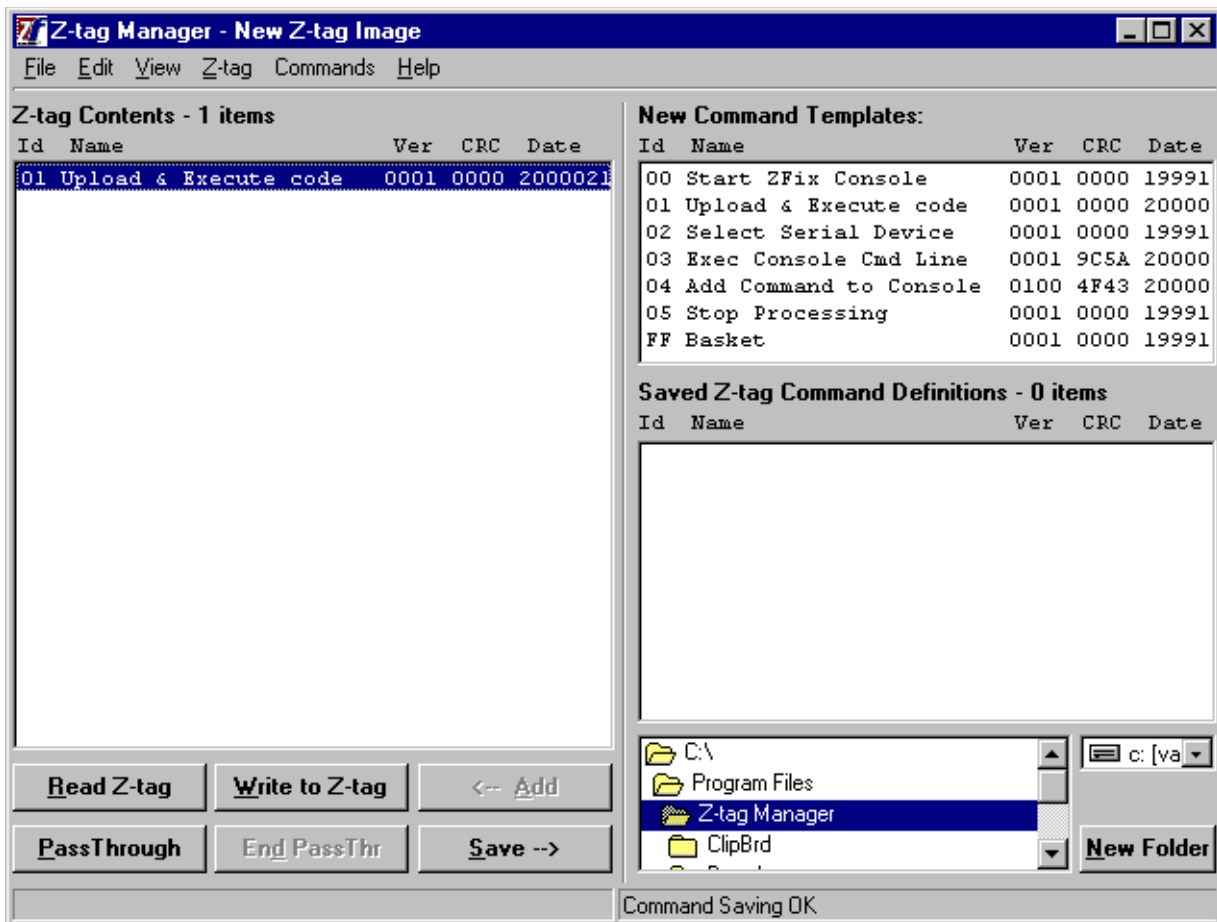 Z-tag Manager - New Z-tag Image
File Edit View Z-tag Commands Help
Z-tag Contents - 1 items
Id Name Ver CRC Date
01 Upload & Execute code 0001 0000 2000021
New Command Templates:
Id Name Ver CRC Date
00 Start ZFix Console 0001 0000 19991
01 Upload & Execute code 0001 0000 20000
02 Select Serial Device 0001 0000 19991
03 Exec Console Cmd Line 0001 9C5A 20000
04 Add Command to Console 0100 4F43 20000
05 Stop Processing 0001 0000 19991
FF Basket 0001 0000 19991
Saved Z-tag Command Definitions - 0 items
Id Name Ver CRC Date
C:\
Program Files
Z-tag Manager
ClipBrd
c: [va
New Folder
Read Z-tag Write to Z-tag <-- Add
PassThrough End PassThr Save -->
Command Saving OK